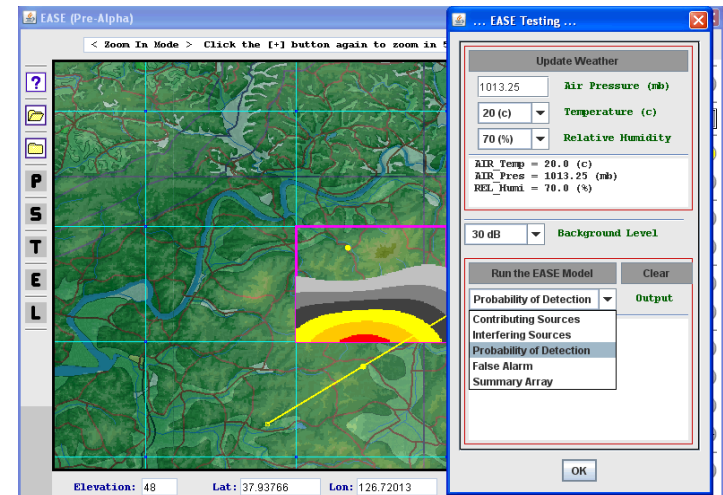 EASE (Pre-Alpha)
< Zoom In Mode > Click the [+] button again to zoom in
?
P
S
T
E
L
Elevation: 48 Lat: 37.93766 Lon: 126.72013
... EASE Testing ...
Update Weather
1013.25 Air Pressure (mb)
20 (c) Temperature (c)
70 (%) Relative Humidity
AIR_Temp = 20.0 (c)
AIR_Pres = 1013.25 (mb)
REL_Humi = 70.0 (%)
30 dB Background Level
Run the EASE Model Clear
Probability of Detection Output
Contributing Sources
Interfering Sources
Probability of Detection
False Alarm
Summary Array
OK